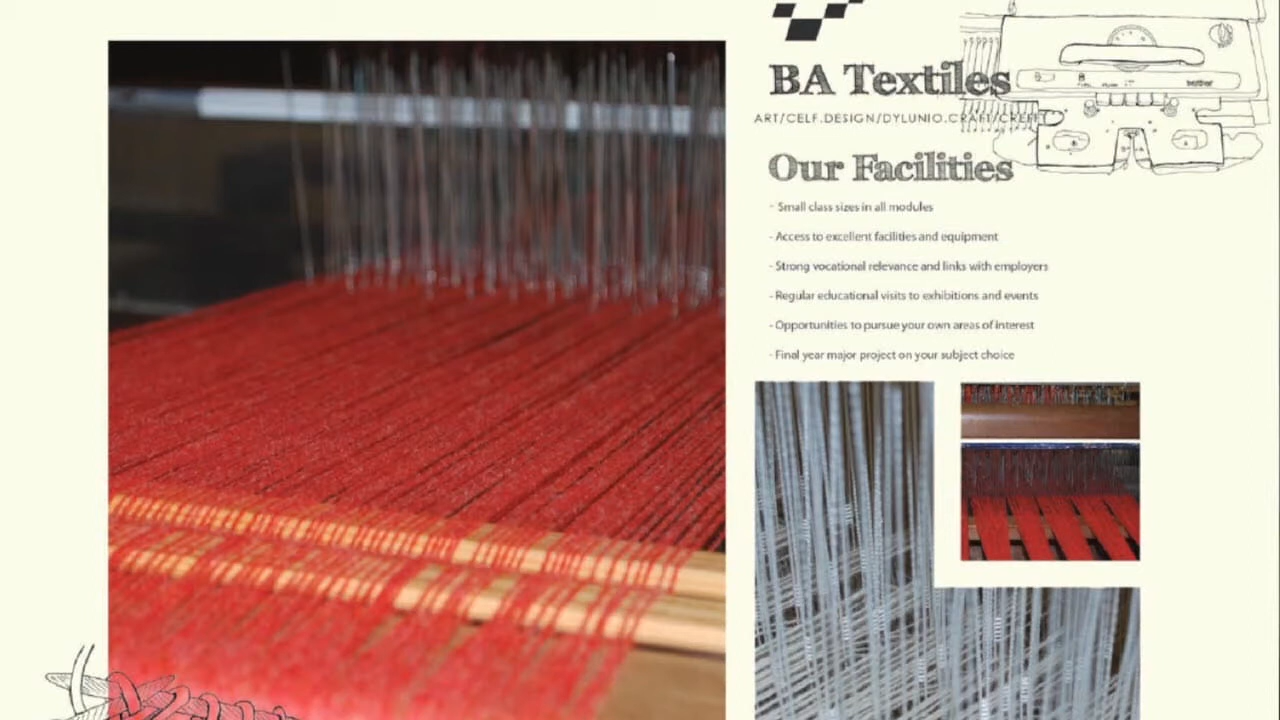 BA Textiles
ART/CELF.DESIGN/DYLUNIO.CRAFT/CREFFT
Our Facilities
- Small class sizes in all modules
- Access to excellent facilities and equipment
- Strong vocational relevance and links with employers
- Regular educational visits to exhibitions and events
- Opportunities to pursue your own areas of interest
- Final year major project on your subject choice
brother